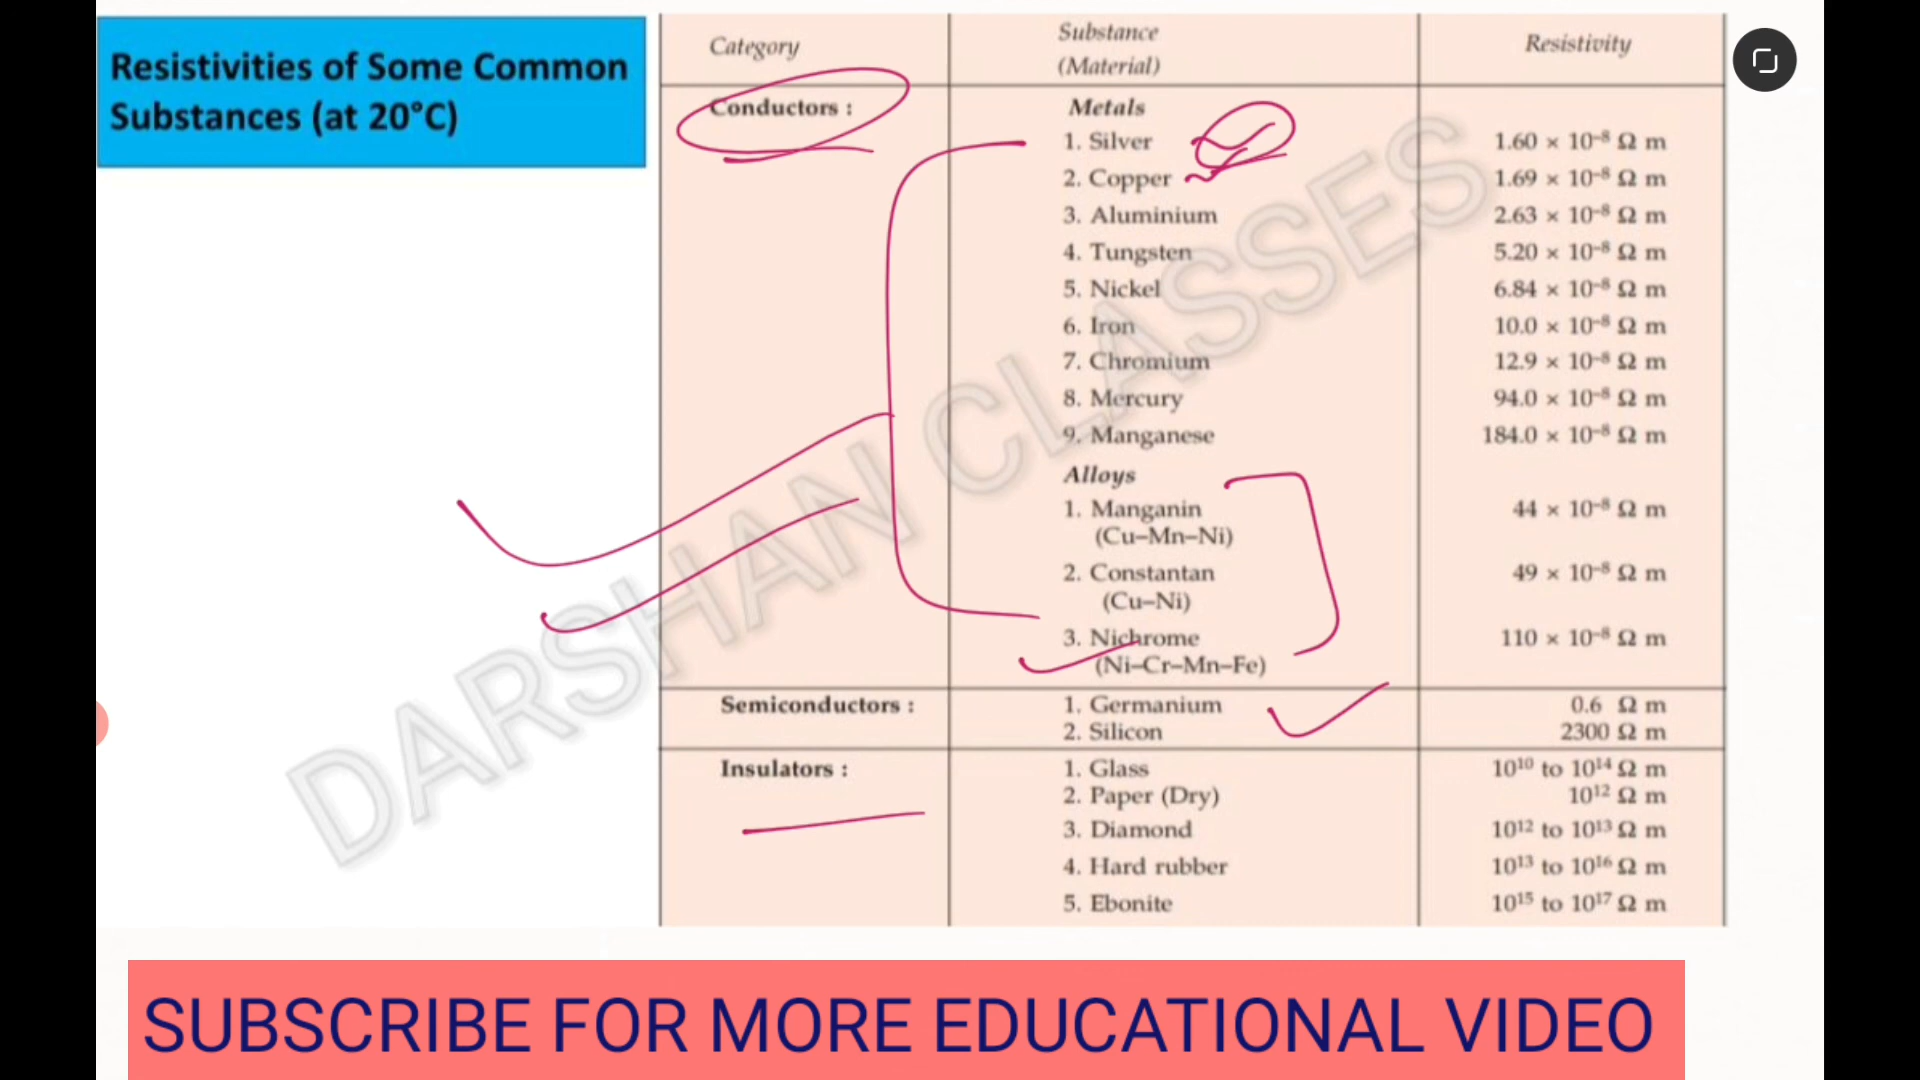 Resistivities of Some Common
Substances (at 20°C)
Category Substance (Material) Resistivity
Conductors : Metals
1. Silver 1.60 × 10⁻⁸ Ω m
2. Copper 1.69 × 10⁻⁸ Ω m
3. Aluminium 2.63 × 10⁻⁸ Ω m
4. Tungsten 5.20 × 10⁻⁸ Ω m
5. Nickel 6.84 × 10⁻⁸ Ω m
6. Iron 10.0 × 10⁻⁸ Ω m
7. Chromium 12.9 × 10⁻⁸ Ω m
8. Mercury 94.0 × 10⁻⁸ Ω m
9. Manganese 184.0 × 10⁻⁸ Ω m
Alloys
1. Manganin 44 × 10⁻⁸ Ω m
(Cu–Mn–Ni)
2. Constantan 49 × 10⁻⁸ Ω m
(Cu–Ni)
3. Nichrome 110 × 10⁻⁸ Ω m
(Ni–Cr–Mn–Fe)
Semiconductors : 1. Germanium 0.6 Ω m
2. Silicon 2300 Ω m
Insulators : 1. Glass 10¹⁰ to 10¹⁴ Ω m
2. Paper (Dry) 10¹² Ω m
3. Diamond 10¹² to 10¹³ Ω m
4. Hard rubber 10¹³ to 10¹⁶ Ω m
5. Ebonite 10¹⁵ to 10¹⁷ Ω m
DARSHAN CLASSES
SUBSCRIBE FOR MORE EDUCATIONAL VIDEO